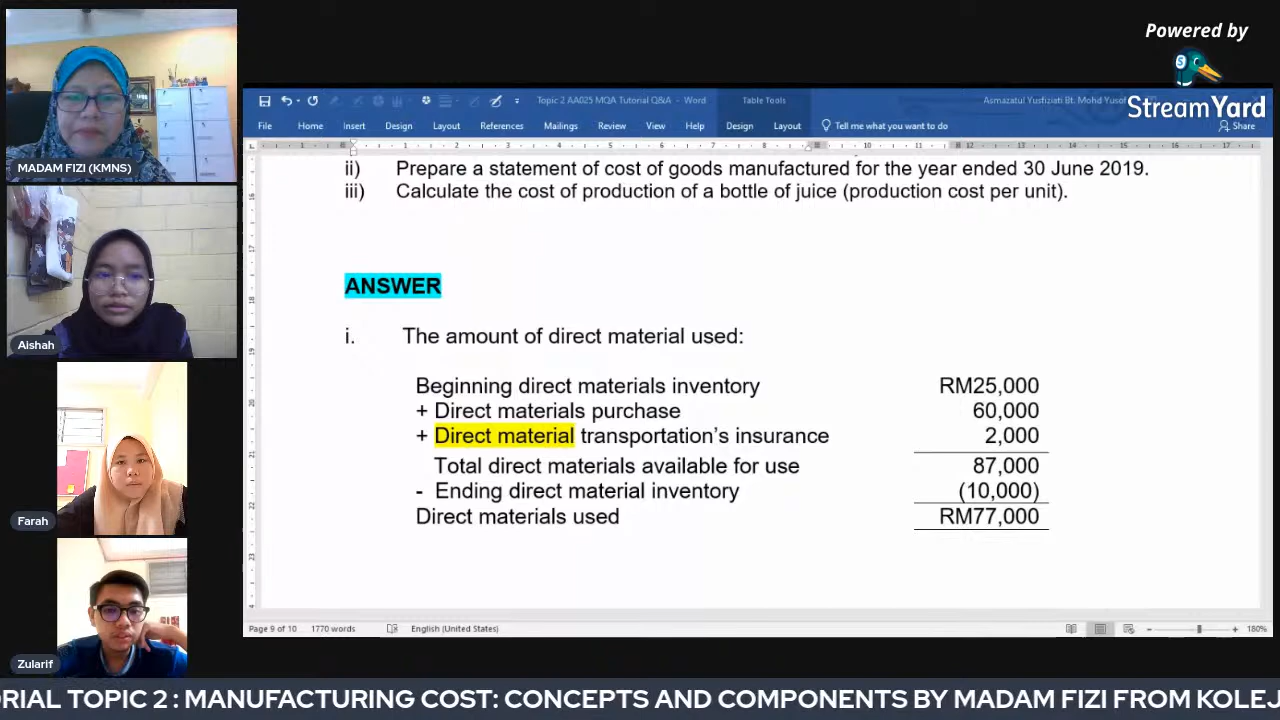 Powered by
StreamYard
MADAM FIZI (KMNS)
Aishah
Farah
Zularif
Topic 2 AA025 MQA Tutorial Q&A - Word
Table Tools
Asmazatul Yusfiziati Bt. Mohd Yusof
File Home Insert Design Layout References Mailings Review View Help Design Layout Tell me what you want to do
Share
ii) Prepare a statement of cost of goods manufactured for the year ended 30 June 2019.
iii) Calculate the cost of production of a bottle of juice (production cost per unit).
ANSWER
i. The amount of direct material used:
Beginning direct materials inventory RM25,000
+ Direct materials purchase 60,000
+ Direct material transportation’s insurance 2,000
Total direct materials available for use 87,000
- Ending direct material inventory (10,000)
Direct materials used RM77,000
Page 9 of 10 1770 words English (United States) 180%
ORIAL TOPIC 2 : MANUFACTURING COST: CONCEPTS AND COMPONENTS BY MADAM FIZI FROM KOLEJ